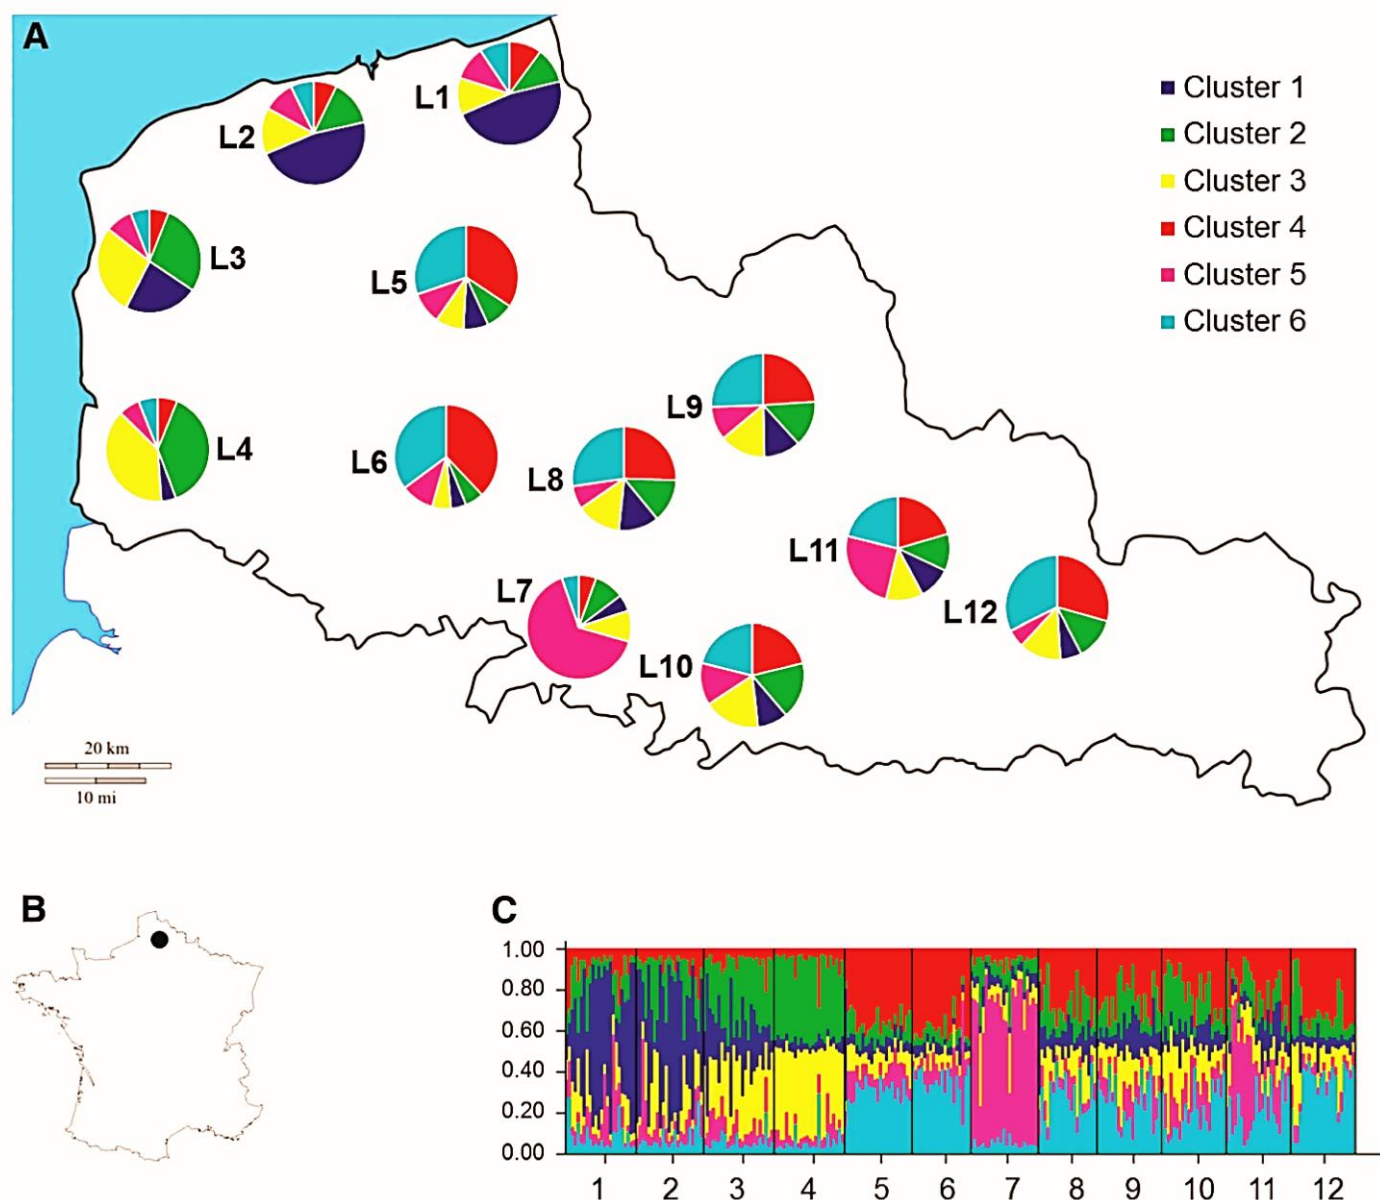 A
Cluster 1
Cluster 2
Cluster 3
Cluster 4
Cluster 5
Cluster 6
L1
L2
L3
L5
L4
L9
L6
L8
L11
L7
L12
L10
20 km
10 mi
B
C
1.00
0.80
0.60
0.40
0.20
0.00
1 2 3 4 5 6 7 8 9 10 11 12